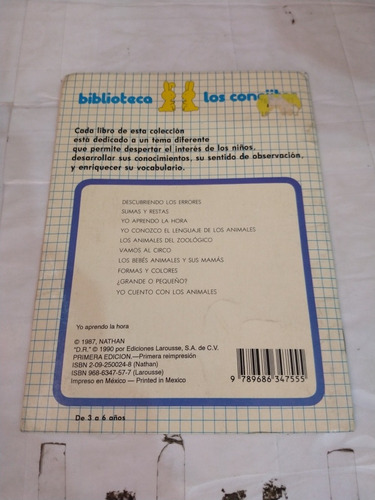 biblioteca los conejitos
Cada libro de esta colección
está dedicado a un tema diferente
que permite despertar el interés de los niños,
desarrollar sus conocimientos, su sentido de observación,
y enriquecer su vocabulario.
DESCUBRIENDO LOS ERRORES
SUMAS Y RESTAS
YO APRENDO LA HORA
YO CONOZCO EL LENGUAJE DE LOS ANIMALES
LOS ANIMALES DEL ZOOLÓGICO
VAMOS AL CIRCO
LOS BEBÉS ANIMALES Y SUS MAMÁS
FORMAS Y COLORES
¿GRANDE O PEQUEÑO?
YO CUENTO CON LOS ANIMALES
Yo aprendo la hora
© 1987, NATHAN
"D.R." © 1990 por Ediciones Larousse, S.A. de C.V.
PRIMERA EDICION.—Primera reimpresión
ISBN 2-09-250024-8 (Nathan)
ISBN 968-6347-57-7 (Larousse)
Impreso en México — Printed in Mexico
9 789686 347555
De 3 a 6 años